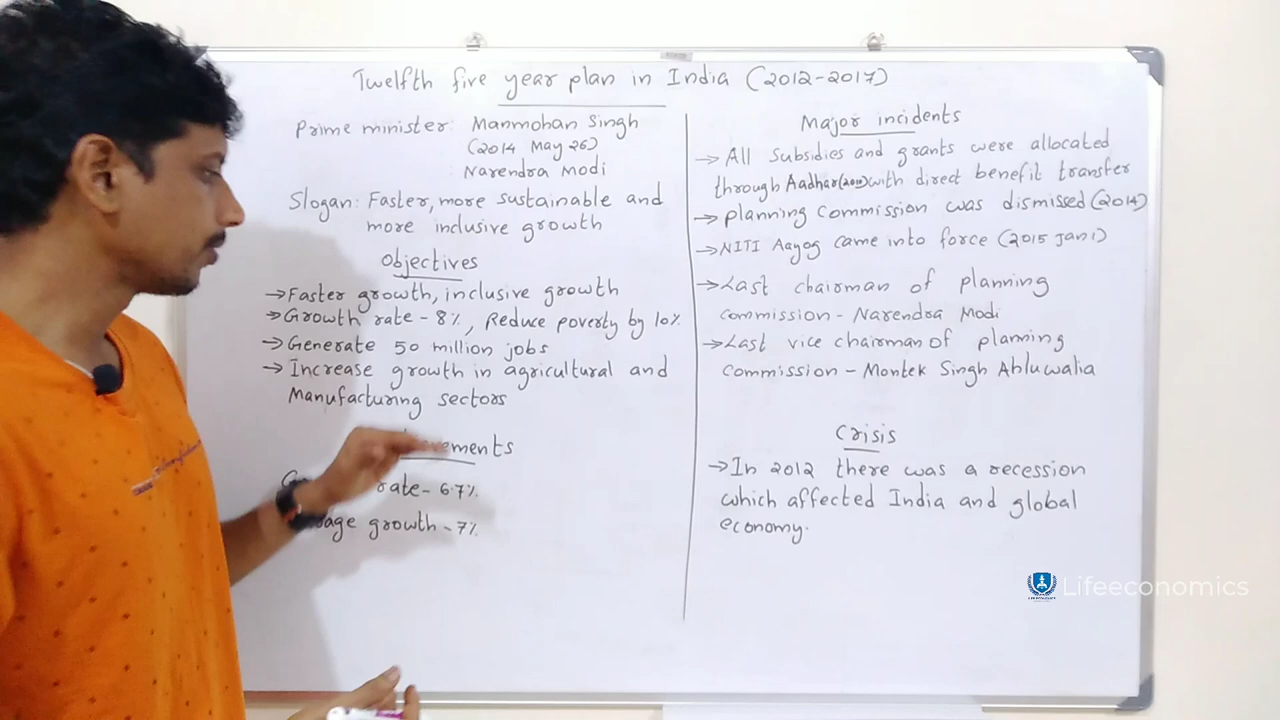 Twelfth five year plan in India (2012-2017)
Prime minister: Manmohan Singh
(2014 May 26)
Narendra Modi
Slogan: Faster, more sustainable and
more inclusive growth
Objectives
→ Faster growth, inclusive growth
→ Growth rate - 8%, Reduce poverty by 10%
→ Generate 50 million jobs
→ Increase growth in agricultural and
Manufacturing sectors
rate - 6.7%
growth - 7%
Major incidents
→ All subsidies and grants were allocated
through Aadhar with direct benefit transfer
→ planning Commission was dismissed (2014)
→ NITI Aayog came into force (2015 Jan 1)
→ Last chairman of planning
commission - Narendra Modi
→ Last vice chairman of planning
commission - Montek Singh Ahluwalia
Crisis
→ In 2012 there was a recession
which affected India and global
economy.
Lifeeconomics